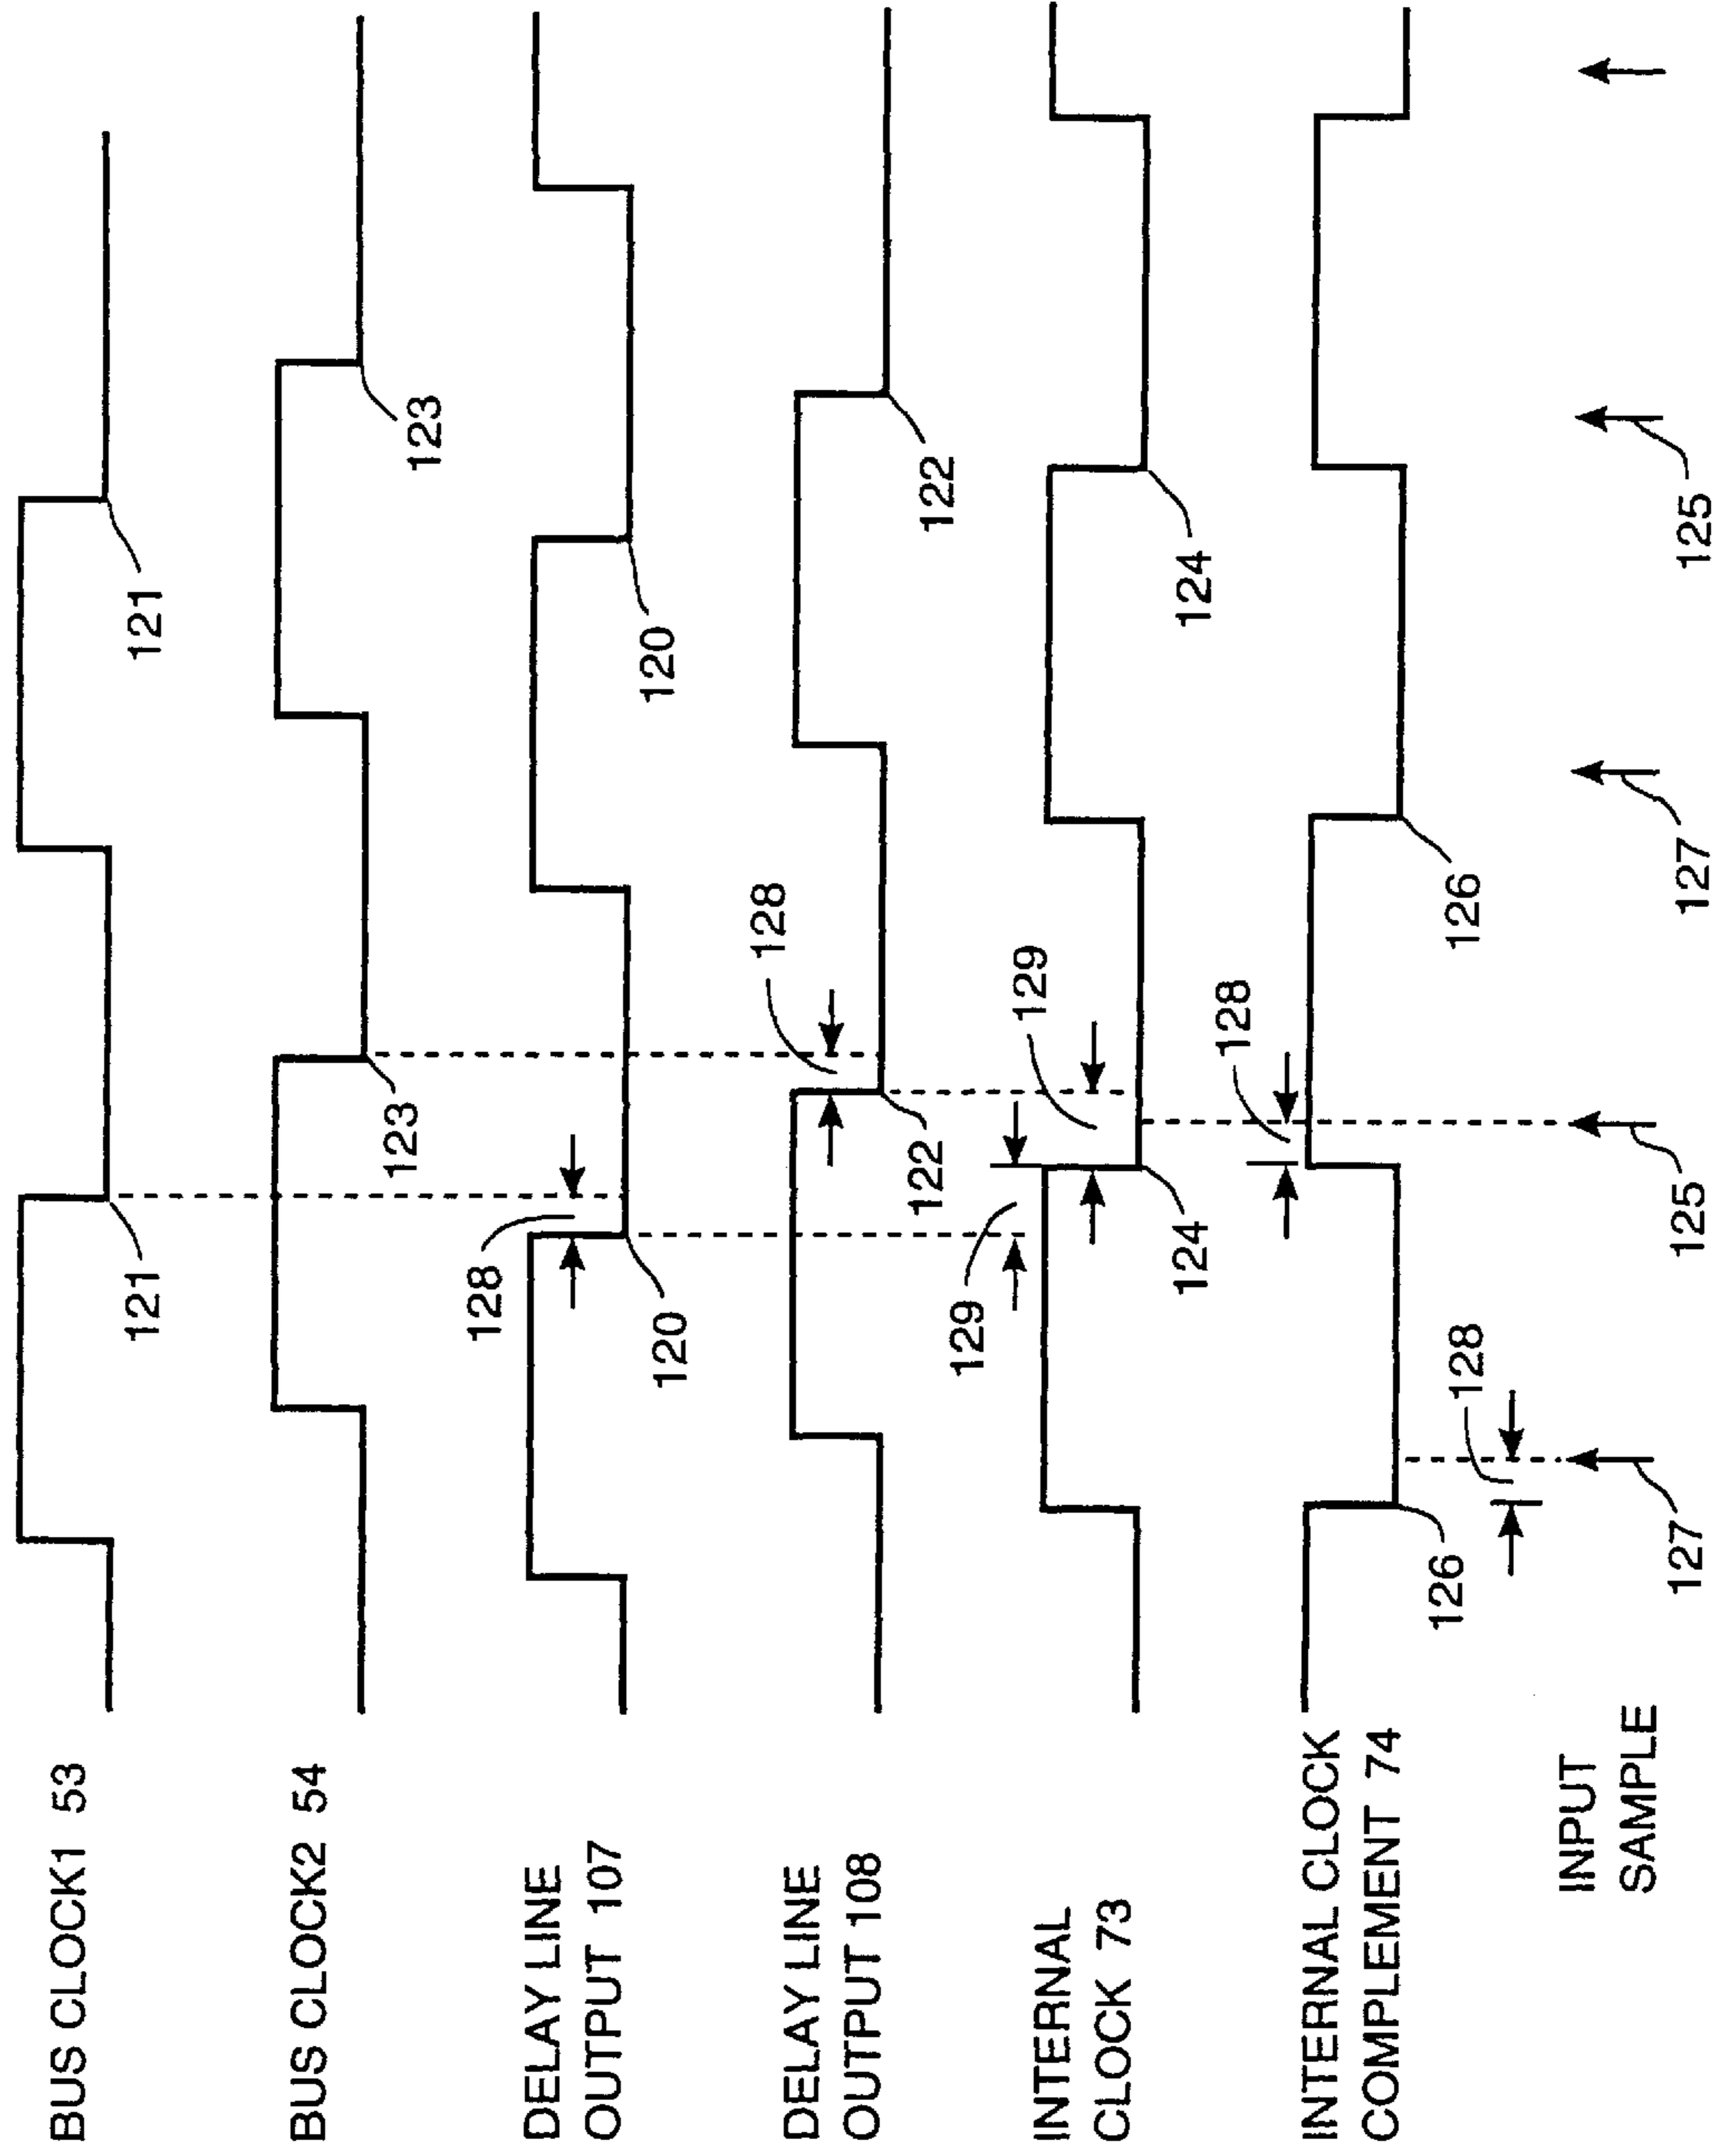 BUS CLOCK1 53
121
121
BUS CLOCK2 54
123
123
DELAY LINE
OUTPUT 107
128
120
120
DELAY LINE
OUTPUT 108
128
122
122
INTERNAL
CLOCK 73
129
129
124
124
INTERNAL CLOCK
COMPLEMENT 74
128
126
128
126
INPUT
SAMPLE
127
125
127
125